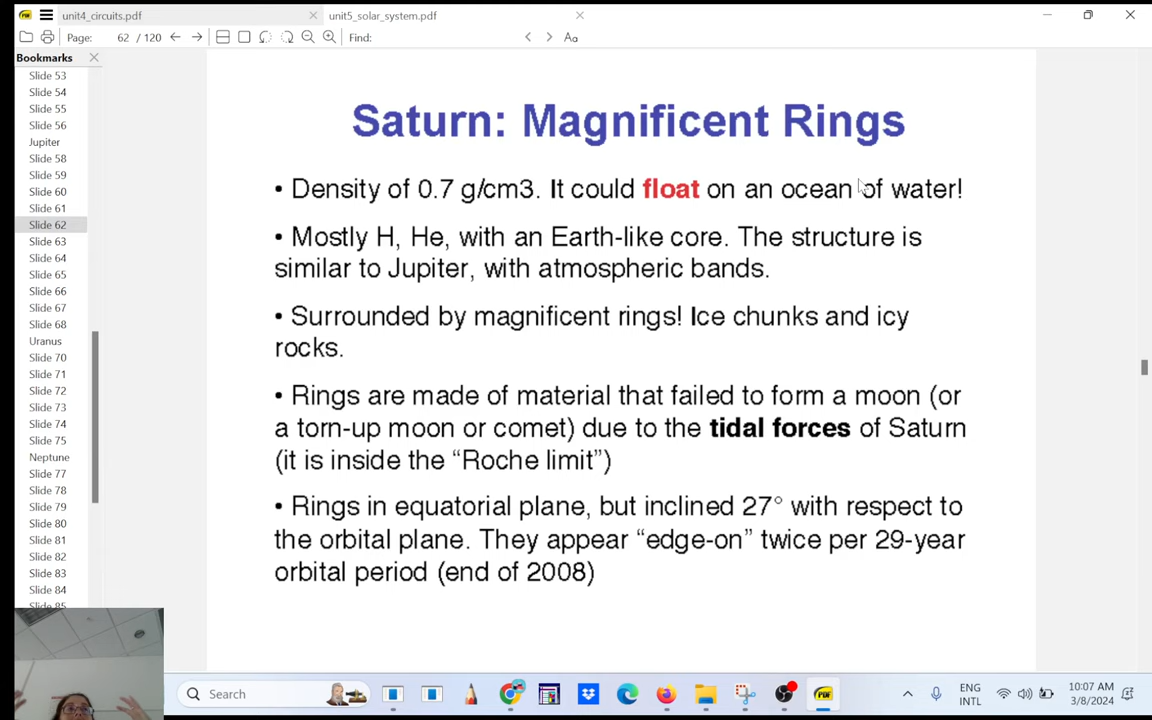 unit4_circuits.pdf
unit5_solar_system.pdf
Page: 62 / 120
Find:
Aa
Bookmarks
Slide 53
Slide 54
Slide 55
Slide 56
Jupiter
Slide 58
Slide 59
Slide 60
Slide 61
Slide 62
Slide 63
Slide 64
Slide 65
Slide 66
Slide 67
Slide 68
Uranus
Slide 70
Slide 71
Slide 72
Slide 73
Slide 74
Slide 75
Neptune
Slide 77
Slide 78
Slide 79
Slide 80
Slide 81
Slide 82
Slide 83
Slide 84
Slide 85
Saturn: Magnificent Rings
• Density of 0.7 g/cm3. It could float on an ocean of water!
• Mostly H, He, with an Earth-like core. The structure is
similar to Jupiter, with atmospheric bands.
• Surrounded by magnificent rings! Ice chunks and icy
rocks.
• Rings are made of material that failed to form a moon (or
a torn-up moon or comet) due to the tidal forces of Saturn
(it is inside the “Roche limit”)
• Rings in equatorial plane, but inclined 27° with respect to
the orbital plane. They appear “edge-on” twice per 29-year
orbital period (end of 2008)
Search
PDF
ENG
INTL
10:07 AM
3/8/2024